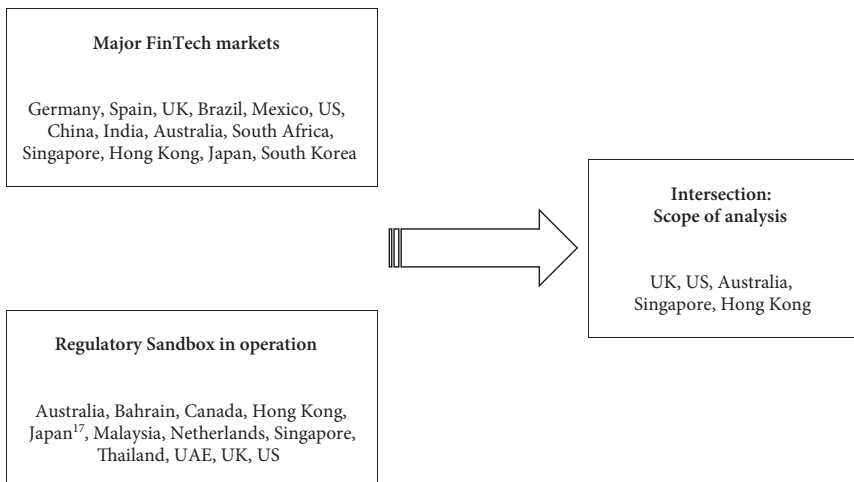 Major FinTech markets
Germany, Spain, UK, Brazil, Mexico, US,
China, India, Australia, South Africa,
Singapore, Hong Kong, Japan, South Korea
Regulatory Sandbox in operation
Australia, Bahrain, Canada, Hong Kong,
Japan¹⁷, Malaysia, Netherlands, Singapore,
Thailand, UAE, UK, US
Intersection:
Scope of analysis
UK, US, Australia,
Singapore, Hong Kong